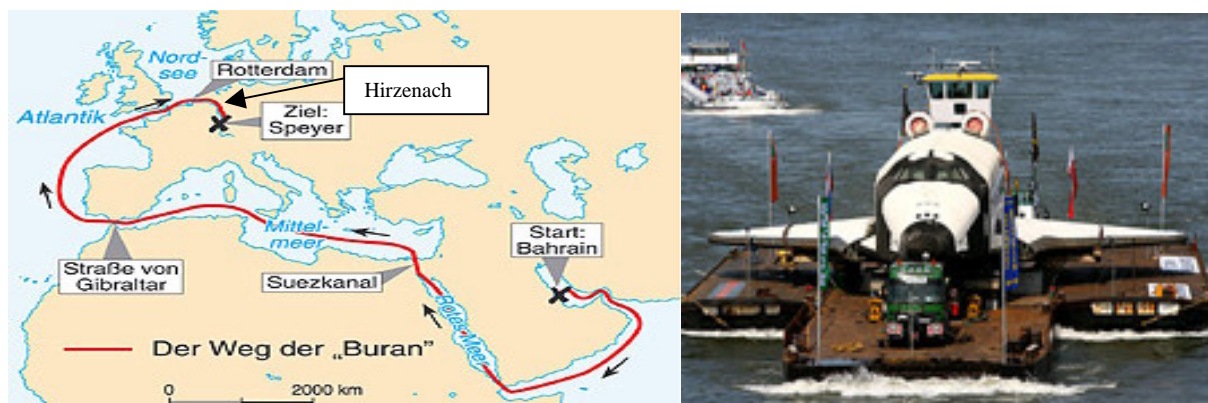 Nord-
see
Rotterdam
Hirzenach
Atlantik
Ziel:
Speyer
Mittel-
meer
Start:
Bahrain
Straße von
Gibraltar
Suezkanal
Rotes Meer
Der Weg der „Buran”
0 2000 km